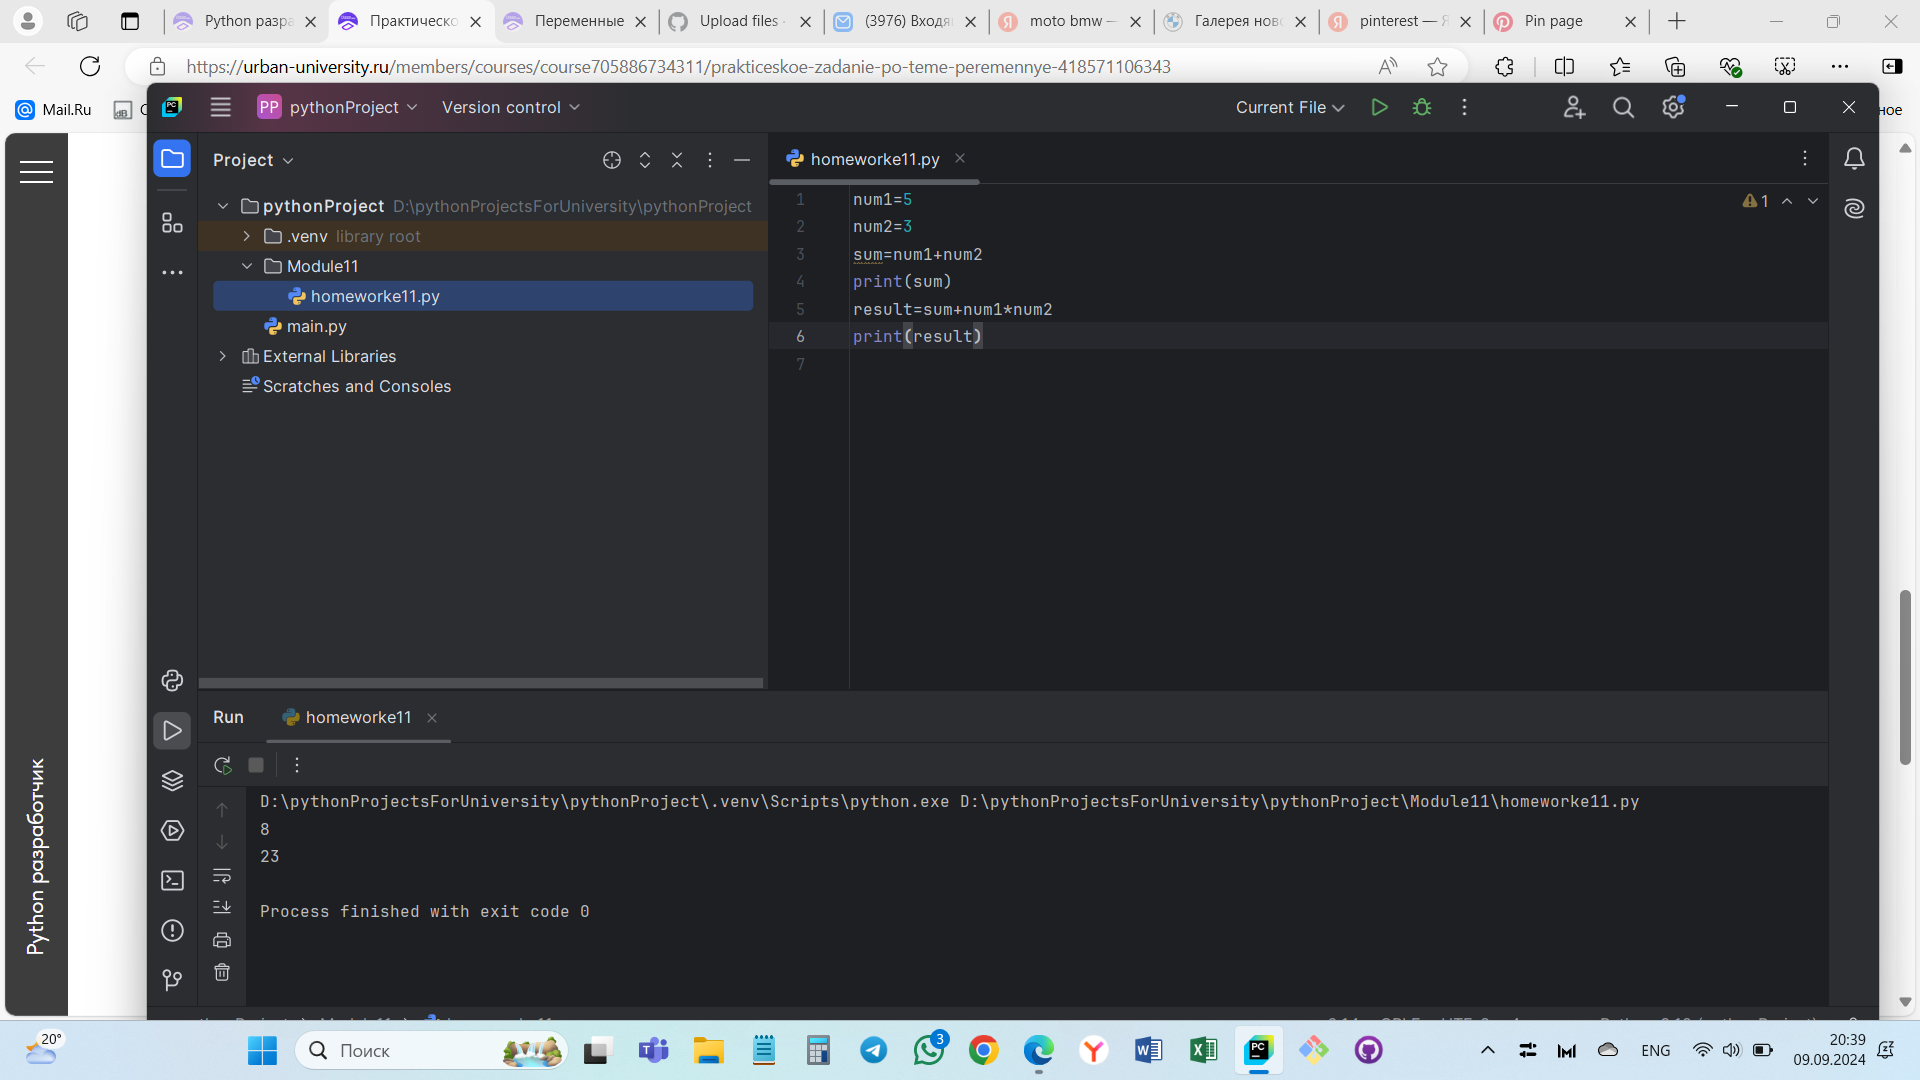 Python разра
Практическо
Переменные
Upload files
(3976) Входя
moto bmw —
Галерея нов
pinterest — Я
Pin page
https://urban-university.ru/members/courses/course705886734311/prakticeskoe-zadanie-po-teme-peremennye-418571106343
Mail.Ru
ное
PP pythonProject
Version control
Current File
Project
homeworke11.py
pythonProject D:\pythonProjectsForUniversity\pythonProject
.venv library root
Module11
homeworke11.py
main.py
External Libraries
Scratches and Consoles
1 num1=5
2 num2=3
3 sum=num1+num2
4 print(sum)
5 result=sum+num1*num2
6 print(result)
7
1
Python разработчик
Run
homeworke11
D:\pythonProjectsForUniversity\pythonProject\.venv\Scripts\python.exe D:\pythonProjectsForUniversity\pythonProject\Module11\homeworke11.py
8
23
Process finished with exit code 0
20°
Поиск
3
ENG
20:39
09.09.2024